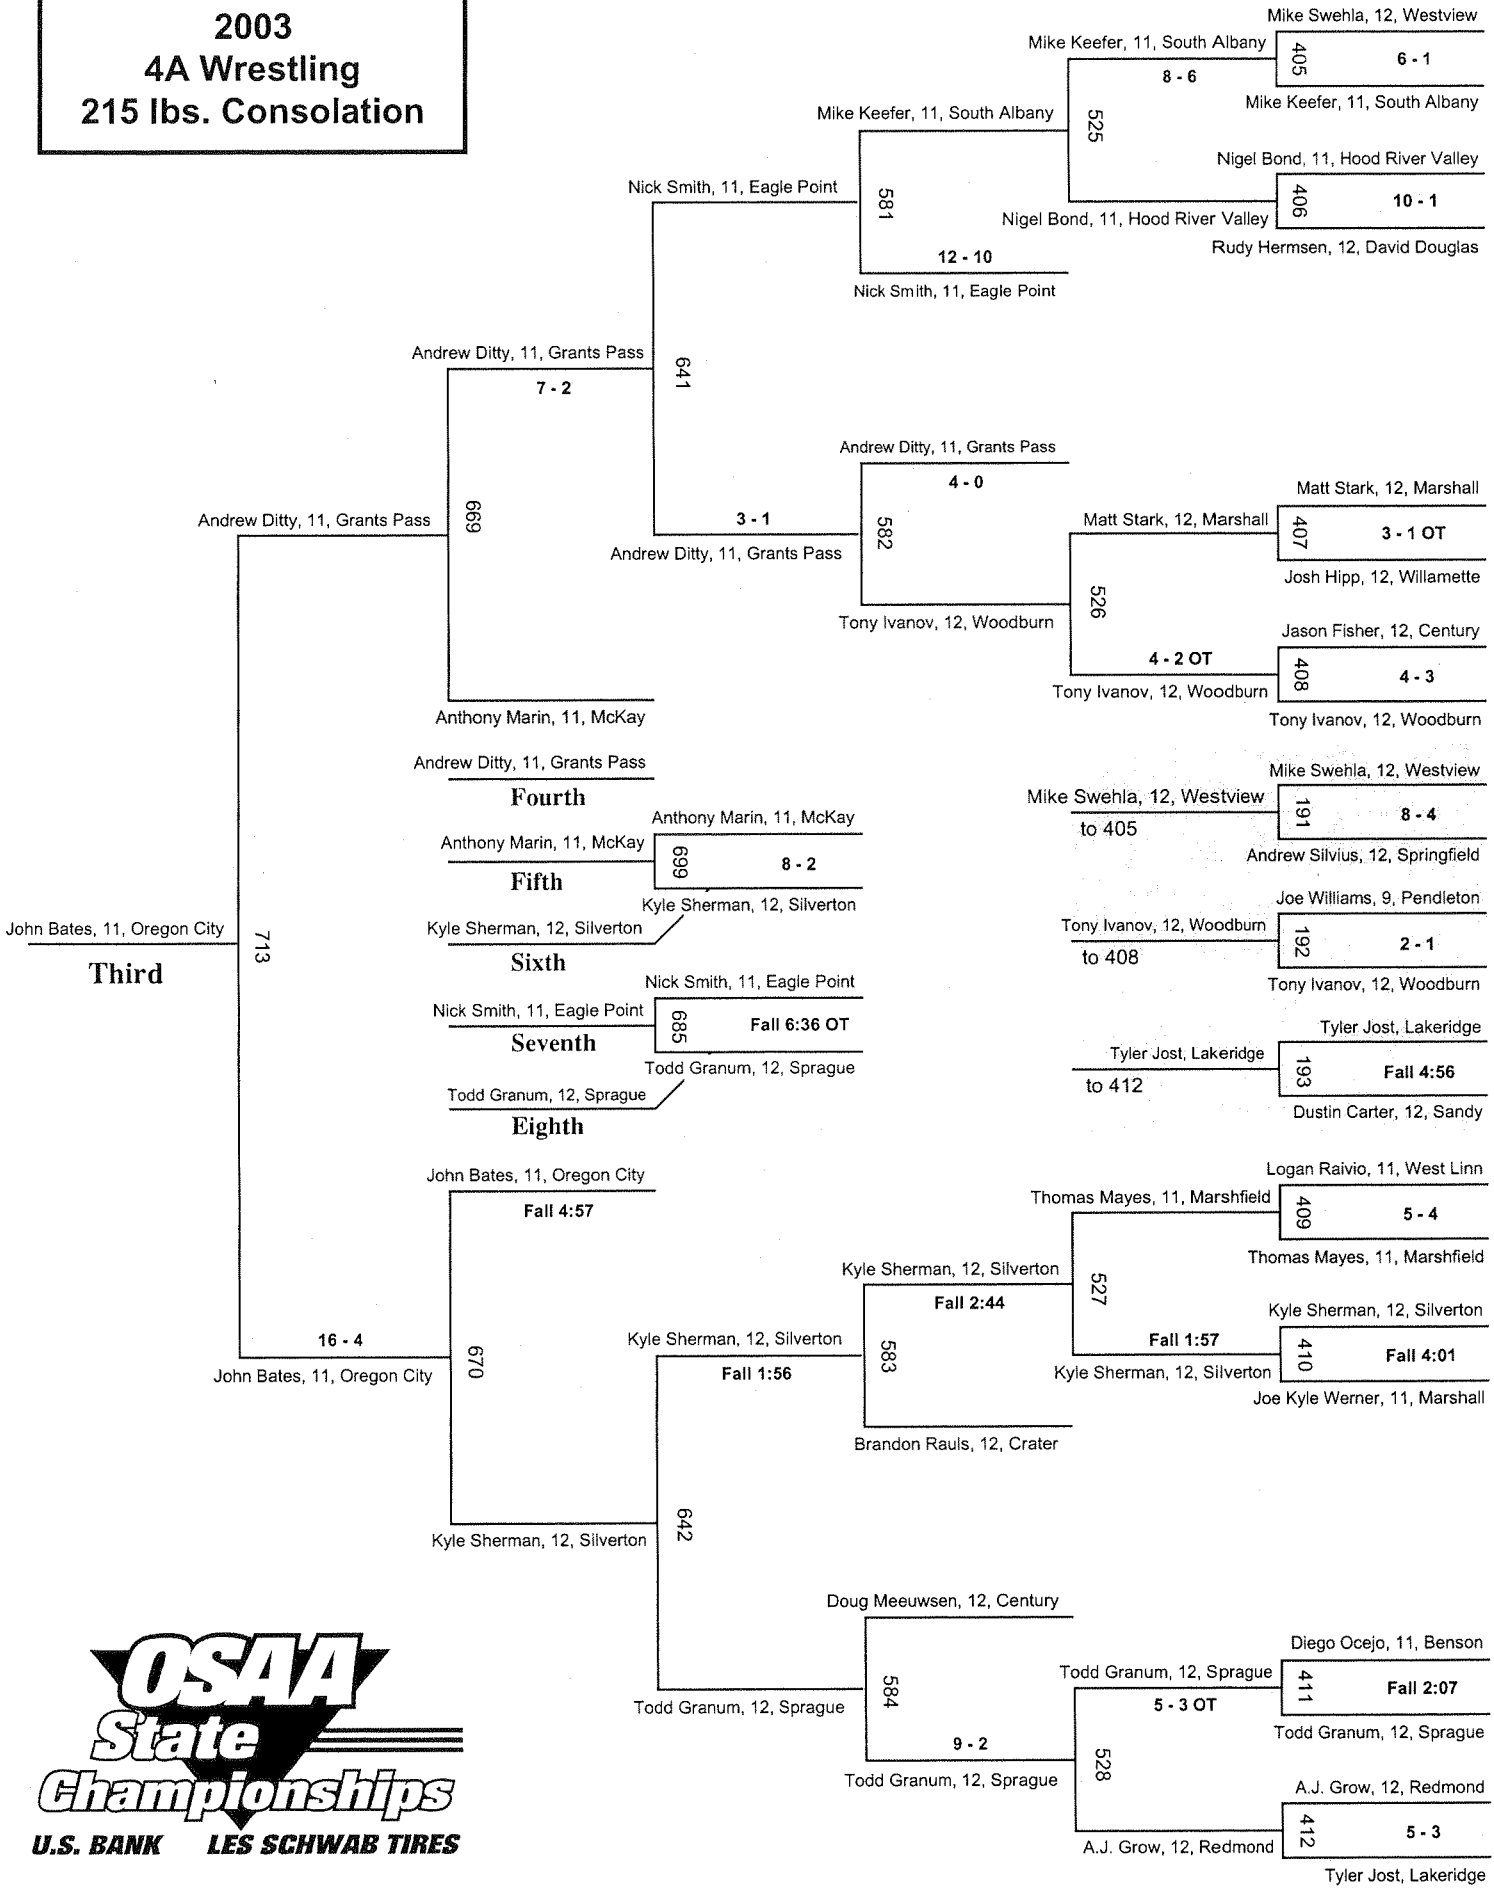 2003
4A Wrestling
215 lbs. Consolation
Mike Swehla, 12, Westview
405
6 - 1
Mike Keefer, 11, South Albany
Mike Keefer, 11, South Albany
8 - 6
525
Nigel Bond, 11, Hood River Valley
406
10 - 1
Rudy Hermsen, 12, David Douglas
Nigel Bond, 11, Hood River Valley
Mike Keefer, 11, South Albany
581
12 - 10
Nick Smith, 11, Eagle Point
Nick Smith, 11, Eagle Point
641
Andrew Ditty, 11, Grants Pass
7 - 2
Andrew Ditty, 11, Grants Pass
4 - 0
582
3 - 1
Andrew Ditty, 11, Grants Pass
Matt Stark, 12, Marshall
407
3 - 1 OT
Josh Hipp, 12, Willamette
Matt Stark, 12, Marshall
526
Tony Ivanov, 12, Woodburn
Jason Fisher, 12, Century
408
4 - 3
Tony Ivanov, 12, Woodburn
4 - 2 OT
Tony Ivanov, 12, Woodburn
Andrew Ditty, 11, Grants Pass
669
Anthony Marin, 11, McKay
Andrew Ditty, 11, Grants Pass
Fourth
Anthony Marin, 11, McKay
699
8 - 2
Kyle Sherman, 12, Silverton
Anthony Marin, 11, McKay
Fifth
Kyle Sherman, 12, Silverton
Sixth
Nick Smith, 11, Eagle Point
685
Fall 6:36 OT
Todd Granum, 12, Sprague
Nick Smith, 11, Eagle Point
Seventh
Todd Granum, 12, Sprague
Eighth
Mike Swehla, 12, Westview
191
8 - 4
Andrew Silvius, 12, Springfield
Mike Swehla, 12, Westview
to 405
Joe Williams, 9, Pendleton
192
2 - 1
Tony Ivanov, 12, Woodburn
Tony Ivanov, 12, Woodburn
to 408
Tyler Jost, Lakeridge
193
Fall 4:56
Dustin Carter, 12, Sandy
Tyler Jost, Lakeridge
to 412
John Bates, 11, Oregon City
Third
713
John Bates, 11, Oregon City
Fall 4:57
16 - 4
John Bates, 11, Oregon City
670
Logan Raivio, 11, West Linn
409
5 - 4
Thomas Mayes, 11, Marshfield
Thomas Mayes, 11, Marshfield
527
Kyle Sherman, 12, Silverton
410
Fall 4:01
Joe Kyle Werner, 11, Marshall
Fall 1:57
Kyle Sherman, 12, Silverton
Kyle Sherman, 12, Silverton
Fall 2:44
583
Brandon Rauls, 12, Crater
Kyle Sherman, 12, Silverton
Fall 1:56
Kyle Sherman, 12, Silverton
642
Doug Meeuwsen, 12, Century
584
Todd Granum, 12, Sprague
9 - 2
Todd Granum, 12, Sprague
Diego Ocejo, 11, Benson
411
Fall 2:07
Todd Granum, 12, Sprague
Todd Granum, 12, Sprague
5 - 3 OT
528
A.J. Grow, 12, Redmond
412
5 - 3
Tyler Jost, Lakeridge
A.J. Grow, 12, Redmond
OSAA
State
Championships
U.S. BANK LES SCHWAB TIRES